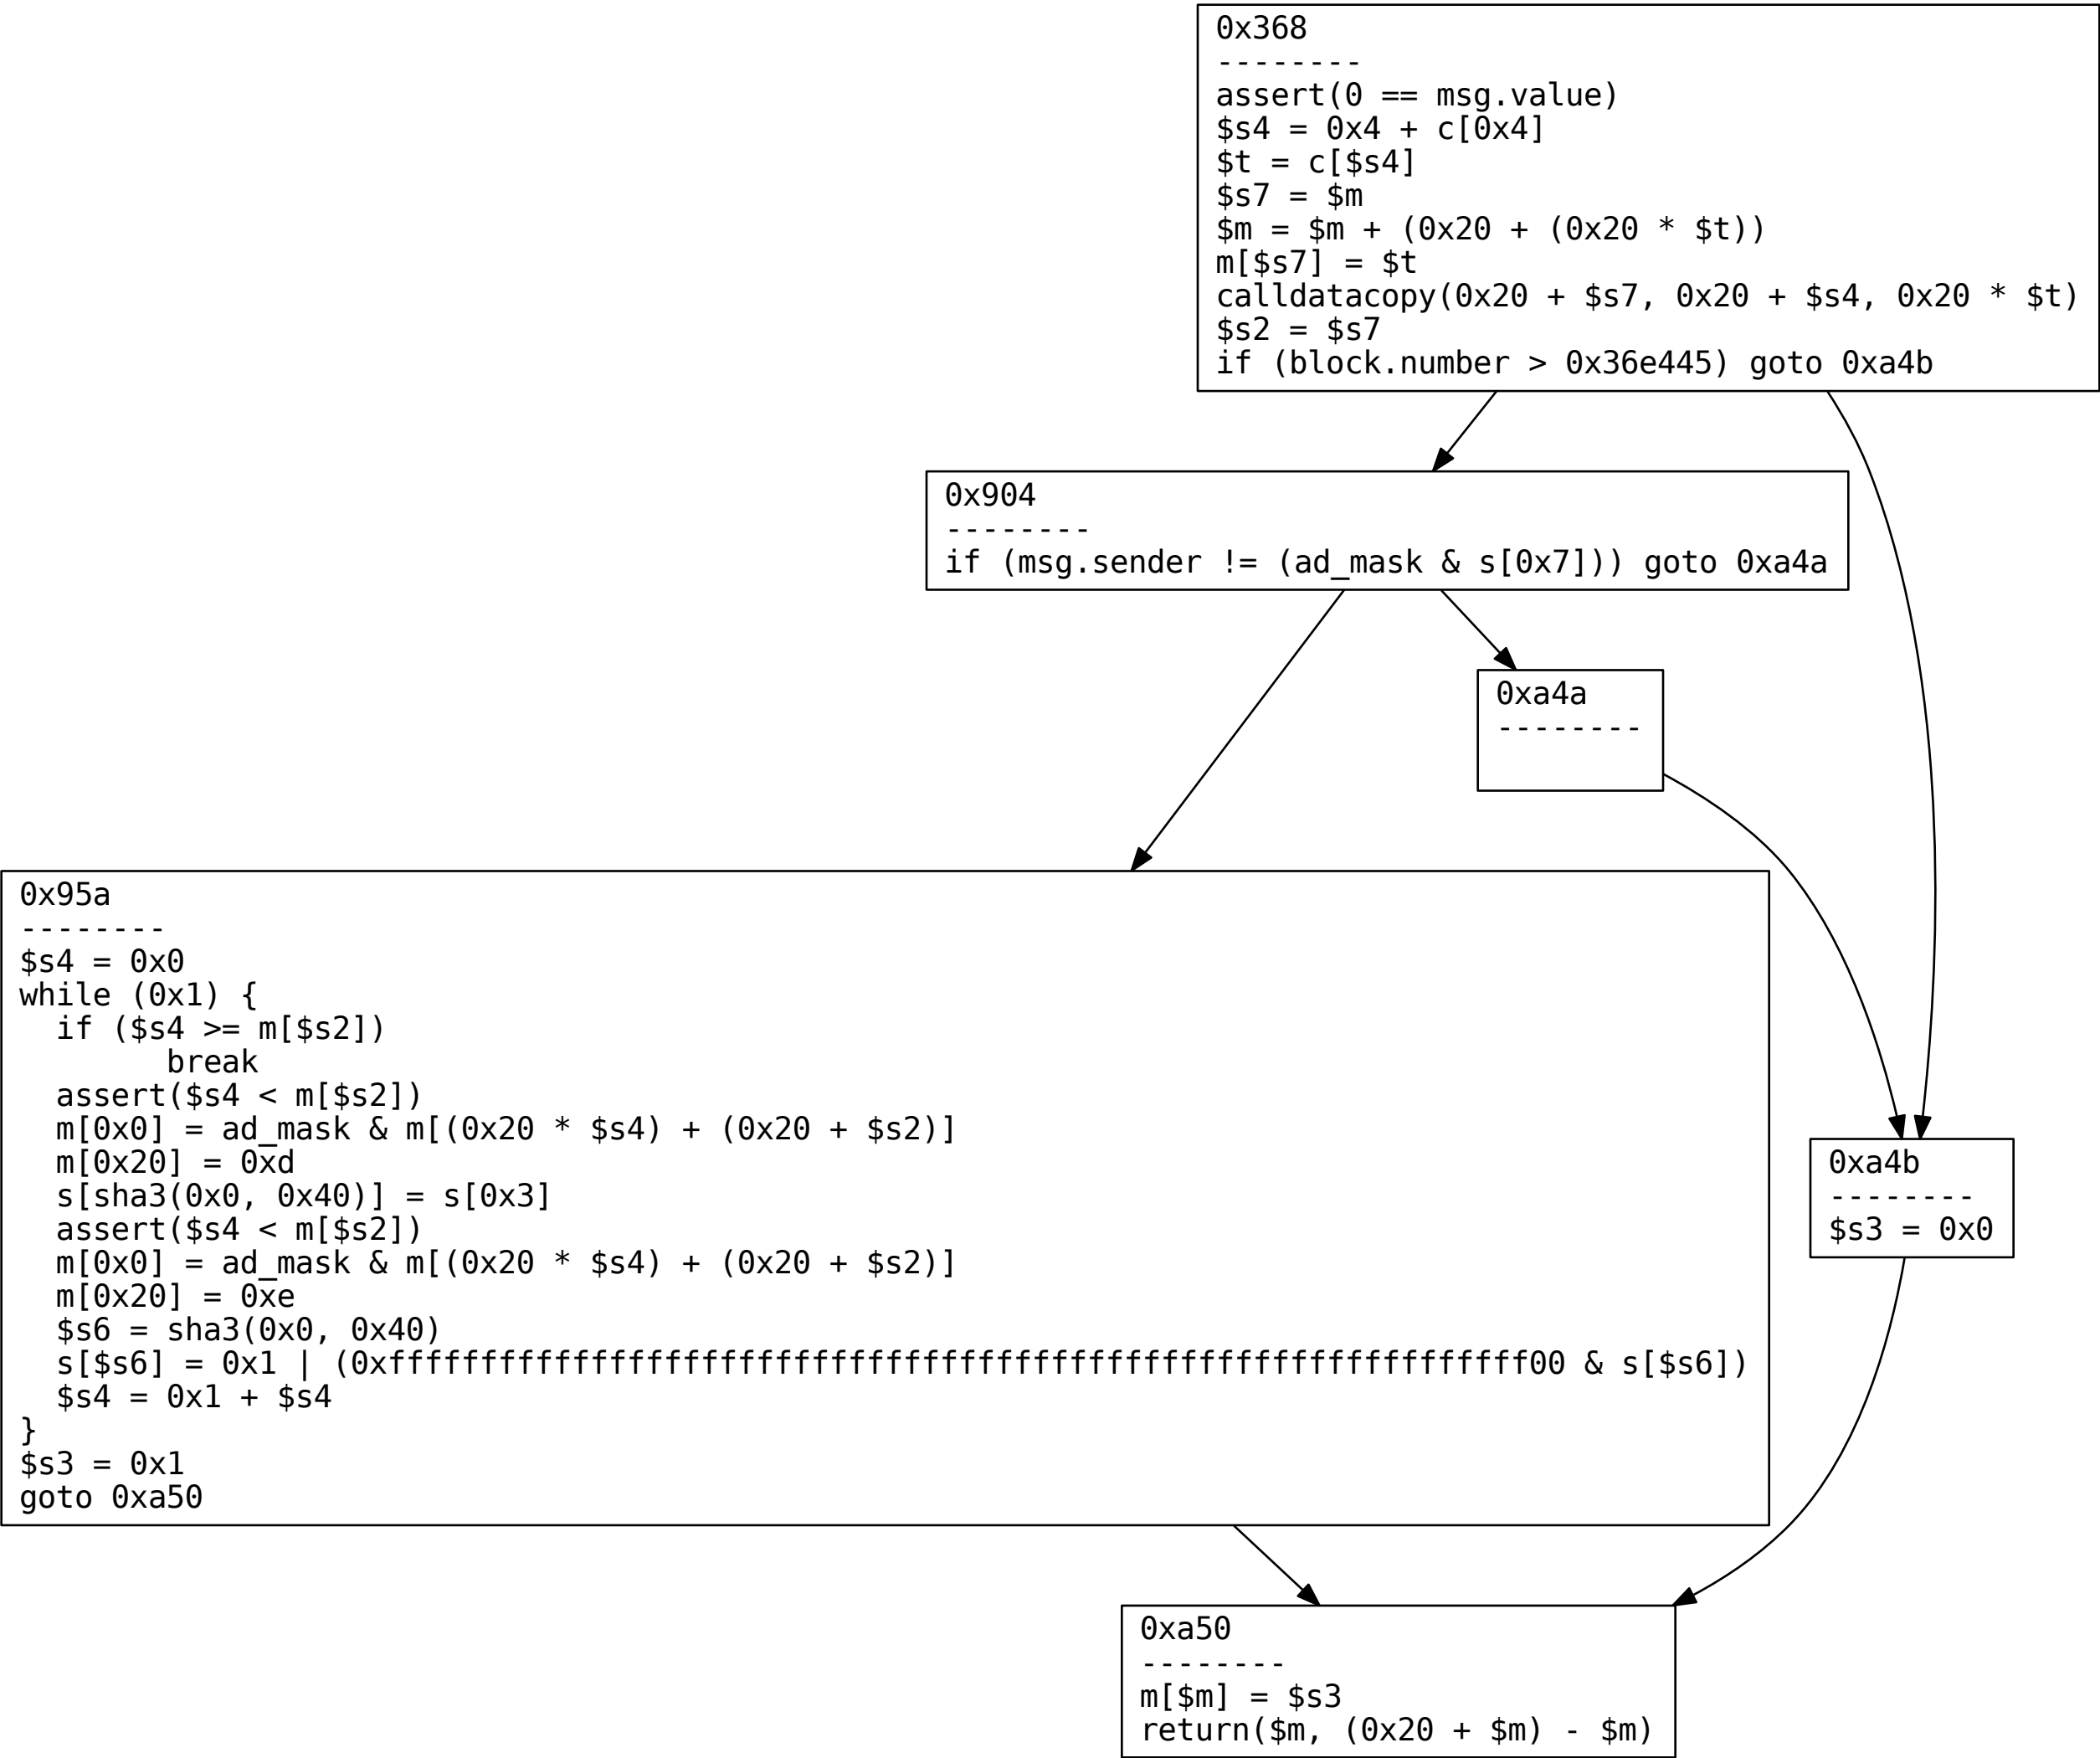 0x368
--------
assert(0 == msg.value)
$s4 = 0x4 + c[0x4]
$t = c[$s4]
$s7 = $m
$m = $m + (0x20 + (0x20 * $t))
m[$s7] = $t
calldatacopy(0x20 + $s7, 0x20 + $s4, 0x20 * $t)
$s2 = $s7
if (block.number > 0x36e445) goto 0xa4b
0x904
--------
if (msg.sender != (ad_mask & s[0x7])) goto 0xa4a
0xa4a
--------
0x95a
--------
$s4 = 0x0
while (0x1) {
  if ($s4 >= m[$s2])
        break
  assert($s4 < m[$s2])
  m[0x0] = ad_mask & m[(0x20 * $s4) + (0x20 + $s2)]
  m[0x20] = 0xd
  s[sha3(0x0, 0x40)] = s[0x3]
  assert($s4 < m[$s2])
  m[0x0] = ad_mask & m[(0x20 * $s4) + (0x20 + $s2)]
  m[0x20] = 0xe
  $s6 = sha3(0x0, 0x40)
  s[$s6] = 0x1 | (0xffffffffffffffffffffffffffffffffffffffffffffffffffffffffffffff00 & s[$s6])
  $s4 = 0x1 + $s4
}
$s3 = 0x1
goto 0xa50
0xa4b
--------
$s3 = 0x0
0xa50
--------
m[$m] = $s3
return($m, (0x20 + $m) - $m)